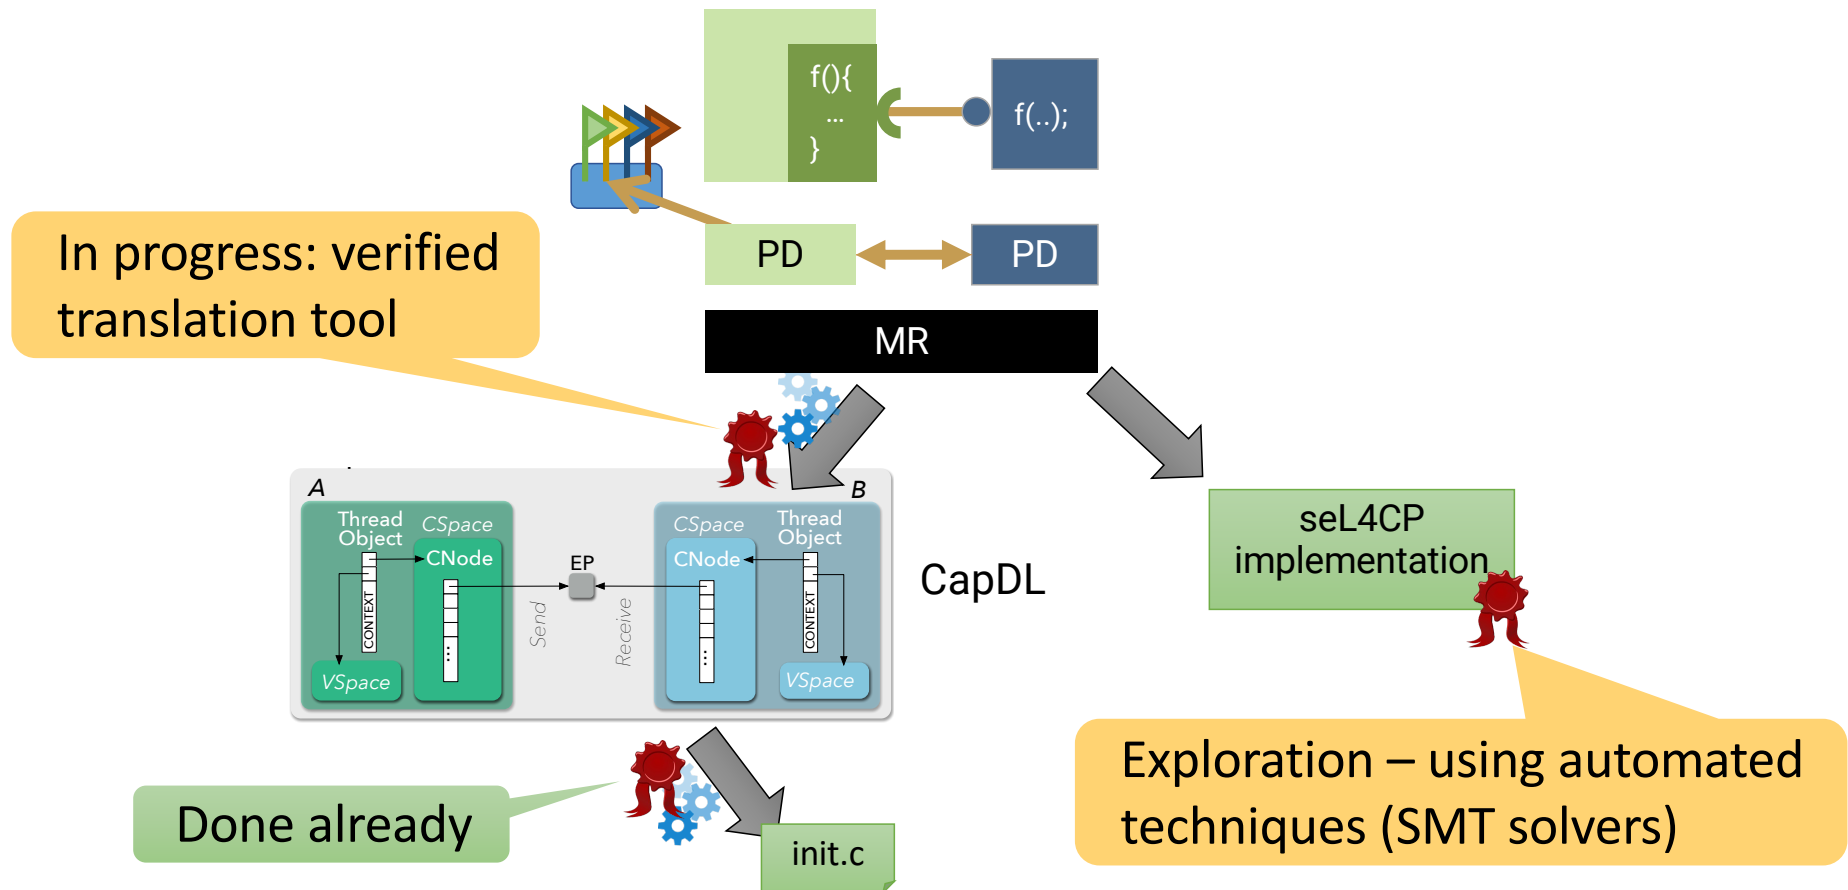 f(){
...
}
f(..);
PD
PD
In progress: verified
translation tool
MR
A
B
Thread
Object
CSpace
CNode
CONTEXT
...
VSpace
EP
Send
Receive
CSpace
CNode
...
Thread
Object
CONTEXT
VSpace
CapDL
seL4CP
implementation
Exploration – using automated
techniques (SMT solvers)
Done already
init.c